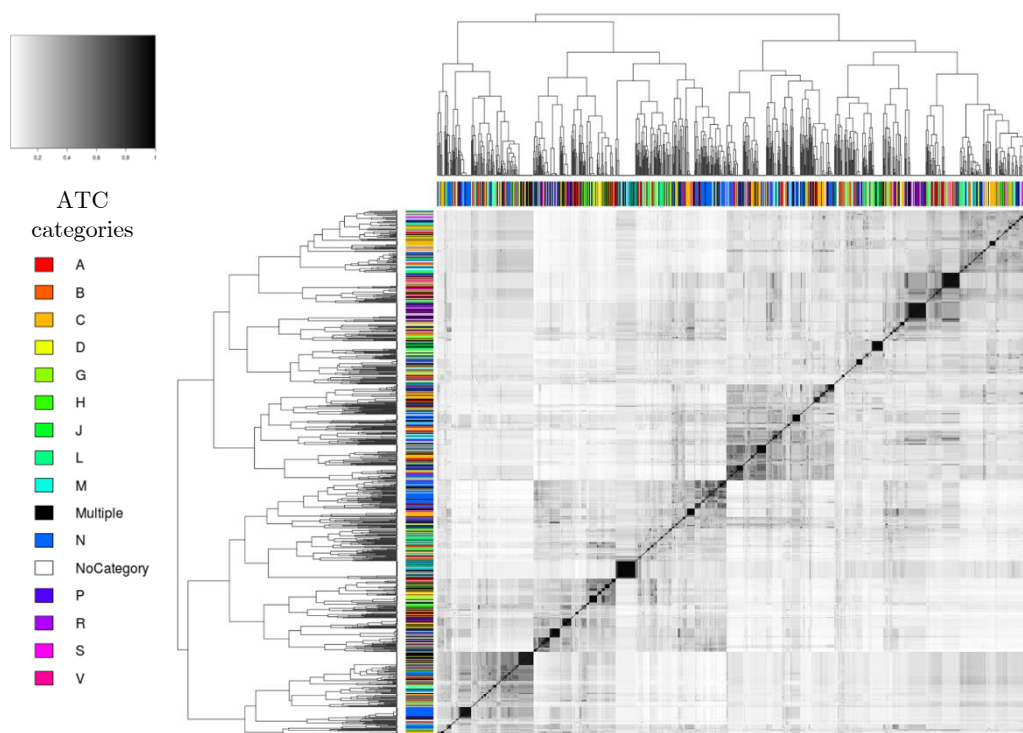 0.2 0.4 0.6 0.8 1
ATC
categories
A
B
C
D
G
H
J
L
M
Multiple
N
NoCategory
P
R
S
V